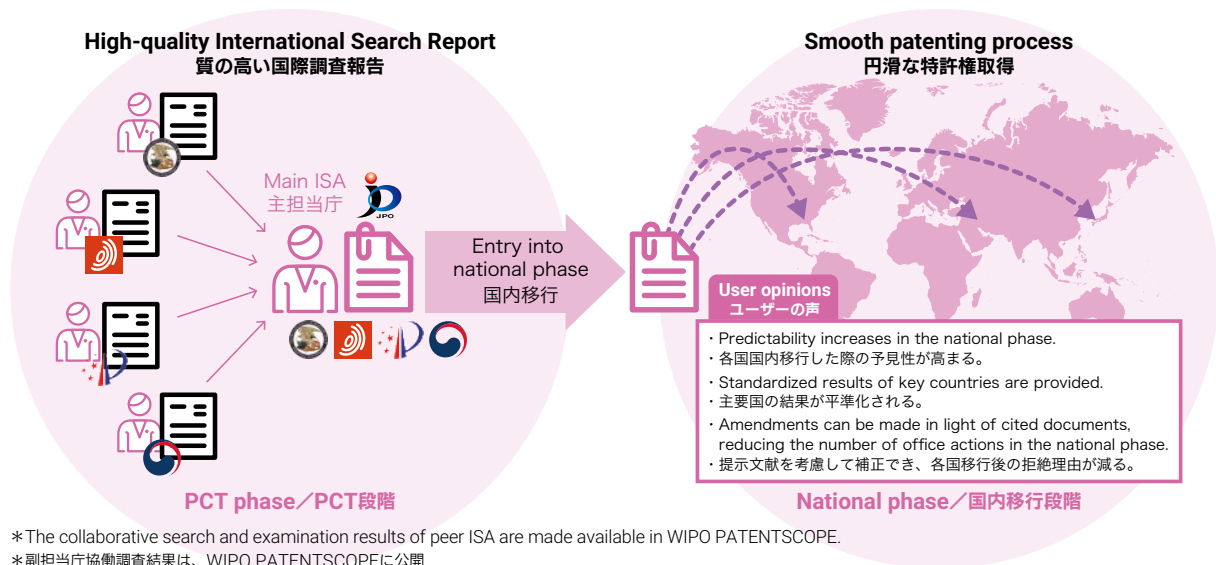 High-quality International Search Report
質の高い国際調査報告
Main ISA
主担当庁
JPO
Entry into
national phase
国内移行
PCT phase／PCT段階
Smooth patenting process
円滑な特許権取得
User opinions
ユーザーの声
・Predictability increases in the national phase.
・各国国内移行した際の予見性が高まる。
・Standardized results of key countries are provided.
・主要国の結果が平準化される。
・Amendments can be made in light of cited documents,
reducing the number of office actions in the national phase.
・提示文献を考慮して補正でき、各国移行後の拒絶理由が減る。
National phase／国内移行段階
＊The collaborative search and examination results of peer ISA are made available in WIPO PATENTSCOPE.
＊副担当庁協働調査結果は、WIPO PATENTSCOPEに公開